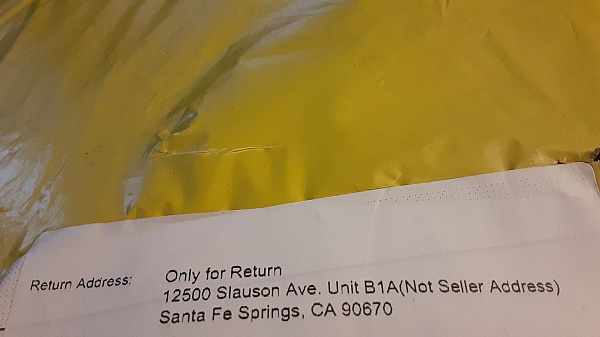 Return Address: Only for Return
12500 Slauson Ave. Unit B1A(Not Seller Address)
Santa Fe Springs, CA 90670